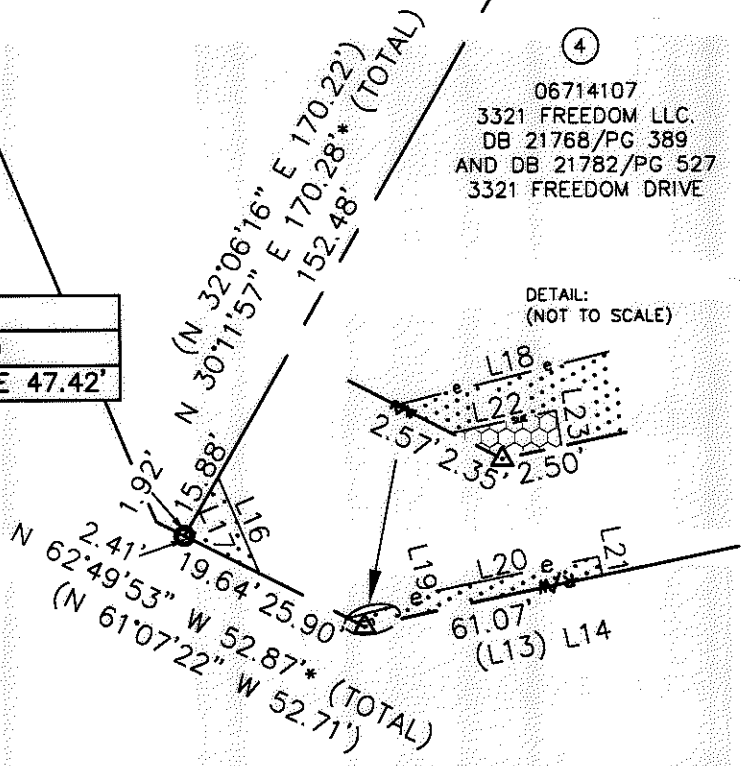 4
06714107
3321 FREEDOM LLC.
DB 21768/PG 389
AND DB 21782/PG 527
3321 FREEDOM DRIVE
(N 32°06'16" E 170.22')
N 30°11'57" E 170.28'* (TOTAL)
152.48'
E 47.42'
DETAIL:
(NOT TO SCALE)
e L18 e
L22
L23
2.57' 2.35' 2.50'
1.92'
15.88'
L16
L17
2.41'
19.64' 25.90'
N 62°49'53" W 52.87'* (TOTAL)
(N 61°07'22" W 52.71')
L19
e L20 e
L21
R/W
61.07'
(L13) L14